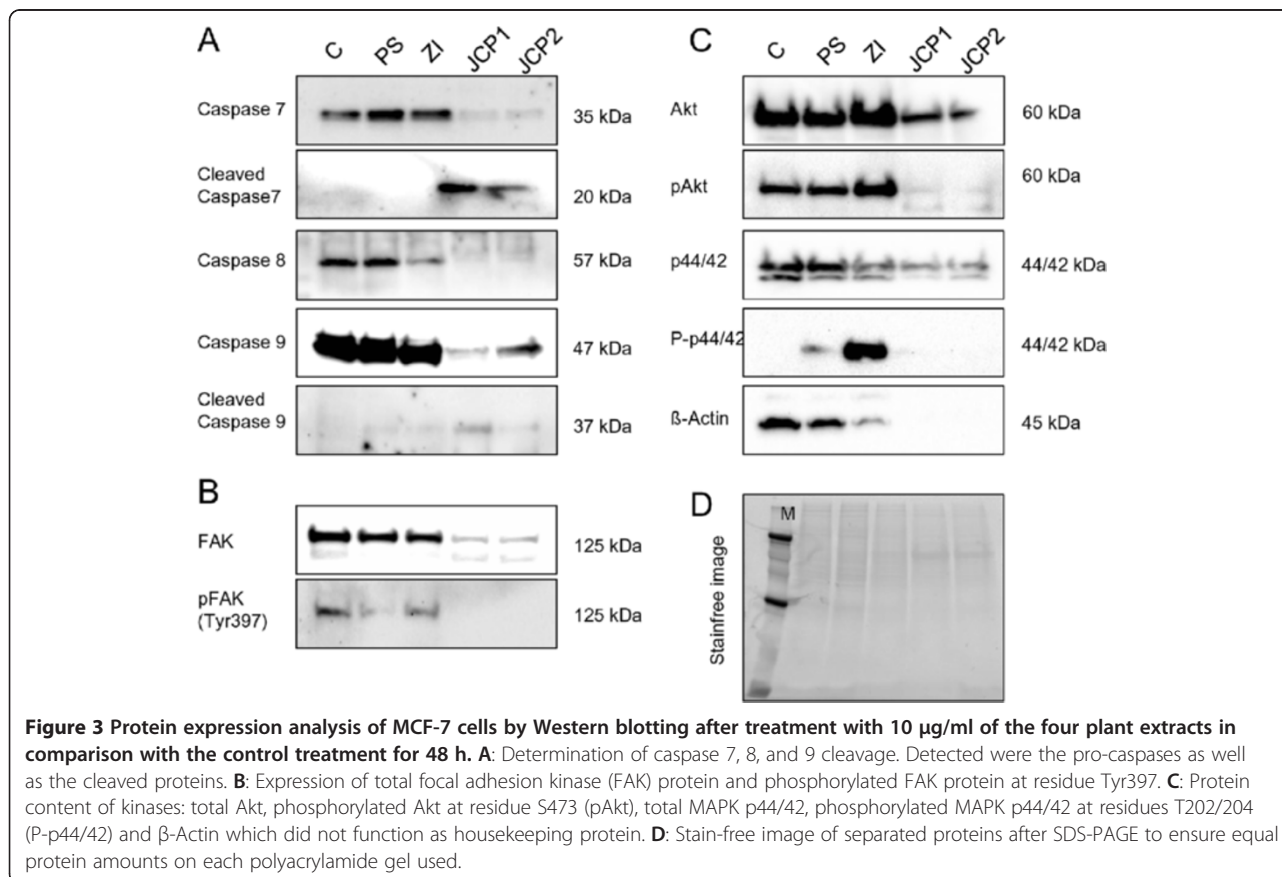 A
C PS ZI JCP1 JCP2
Caspase 7 35 kDa
Cleaved
Caspase7 20 kDa
Caspase 8 57 kDa
Caspase 9 47 kDa
Cleaved
Caspase 9 37 kDa
B
FAK 125 kDa
pFAK
(Tyr397) 125 kDa
C
C PS ZI JCP1 JCP2
Akt 60 kDa
pAkt 60 kDa
p44/42 44/42 kDa
P-p44/42 44/42 kDa
ß-Actin 45 kDa
D
M
Stainfree image
Figure 3 Protein expression analysis of MCF-7 cells by Western blotting after treatment with 10 μg/ml of the four plant extracts in
comparison with the control treatment for 48 h. A: Determination of caspase 7, 8, and 9 cleavage. Detected were the pro-caspases as well
as the cleaved proteins. B: Expression of total focal adhesion kinase (FAK) protein and phosphorylated FAK protein at residue Tyr397. C: Protein
content of kinases: total Akt, phosphorylated Akt at residue S473 (pAkt), total MAPK p44/42, phosphorylated MAPK p44/42 at residues T202/204
(P-p44/42) and β-Actin which did not function as housekeeping protein. D: Stain-free image of separated proteins after SDS-PAGE to ensure equal
protein amounts on each polyacrylamide gel used.